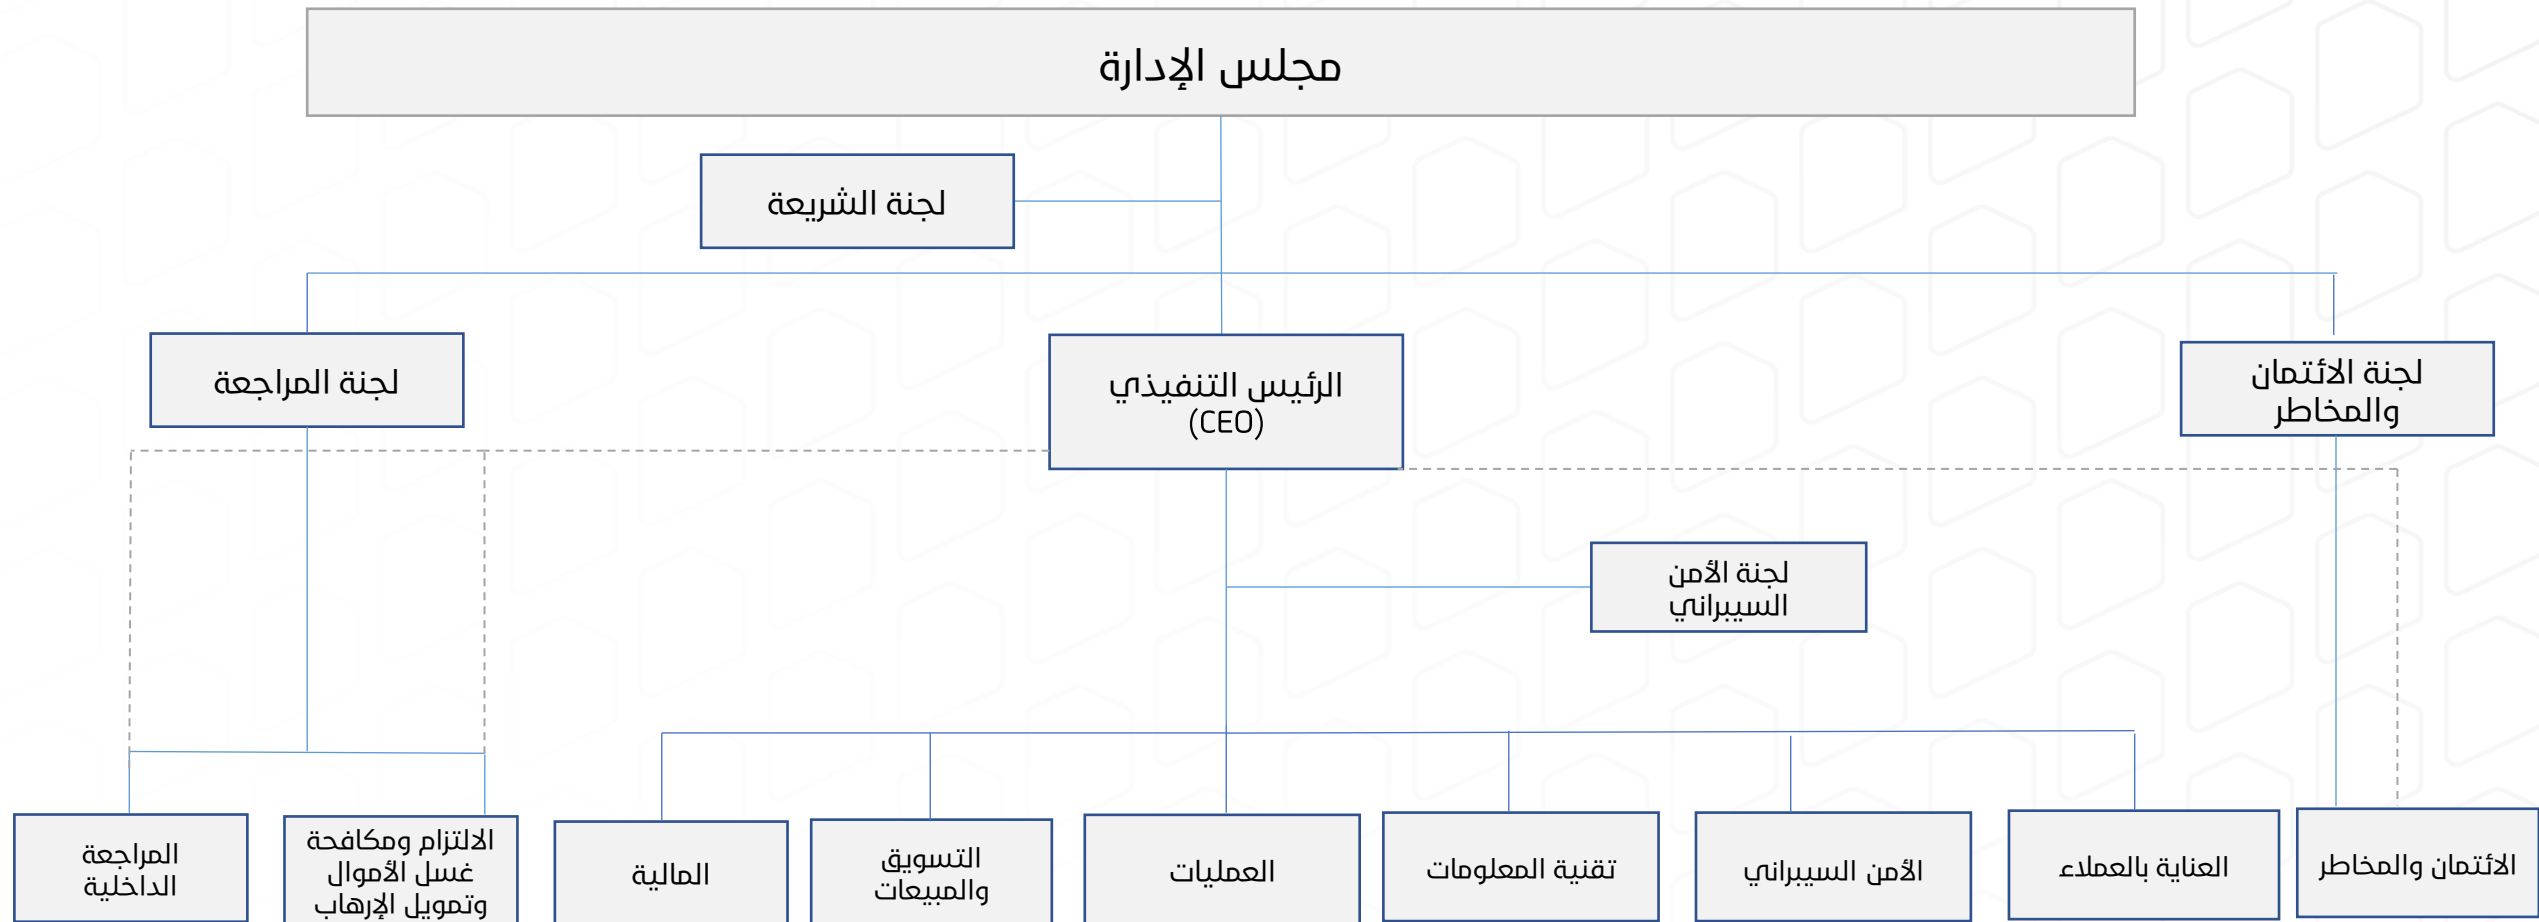 مجلس الإدارة
لجنة الشريعة
لجنة الائتمان
والمخاطر
الرئيس التنفيذي
(CEO)
لجنة المراجعة
لجنة الأمن
السيبراني
الائتمان والمخاطر
العناية بالعملاء
الأمن السيبراني
تقنية المعلومات
العمليات
التسويق
والمبيعات
المالية
الالتزام ومكافحة
غسل الأموال
وتمويل الإرهاب
المراجعة
الداخلية